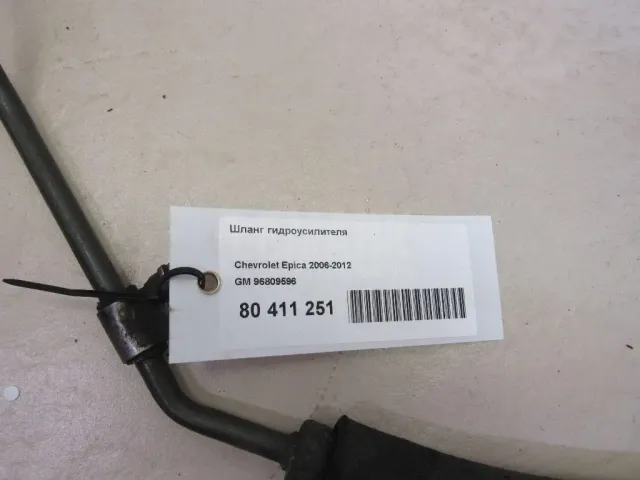 Шланг гидроусилителя
Chevrolet Epica 2006-2012
GM 96809596
80 411 251